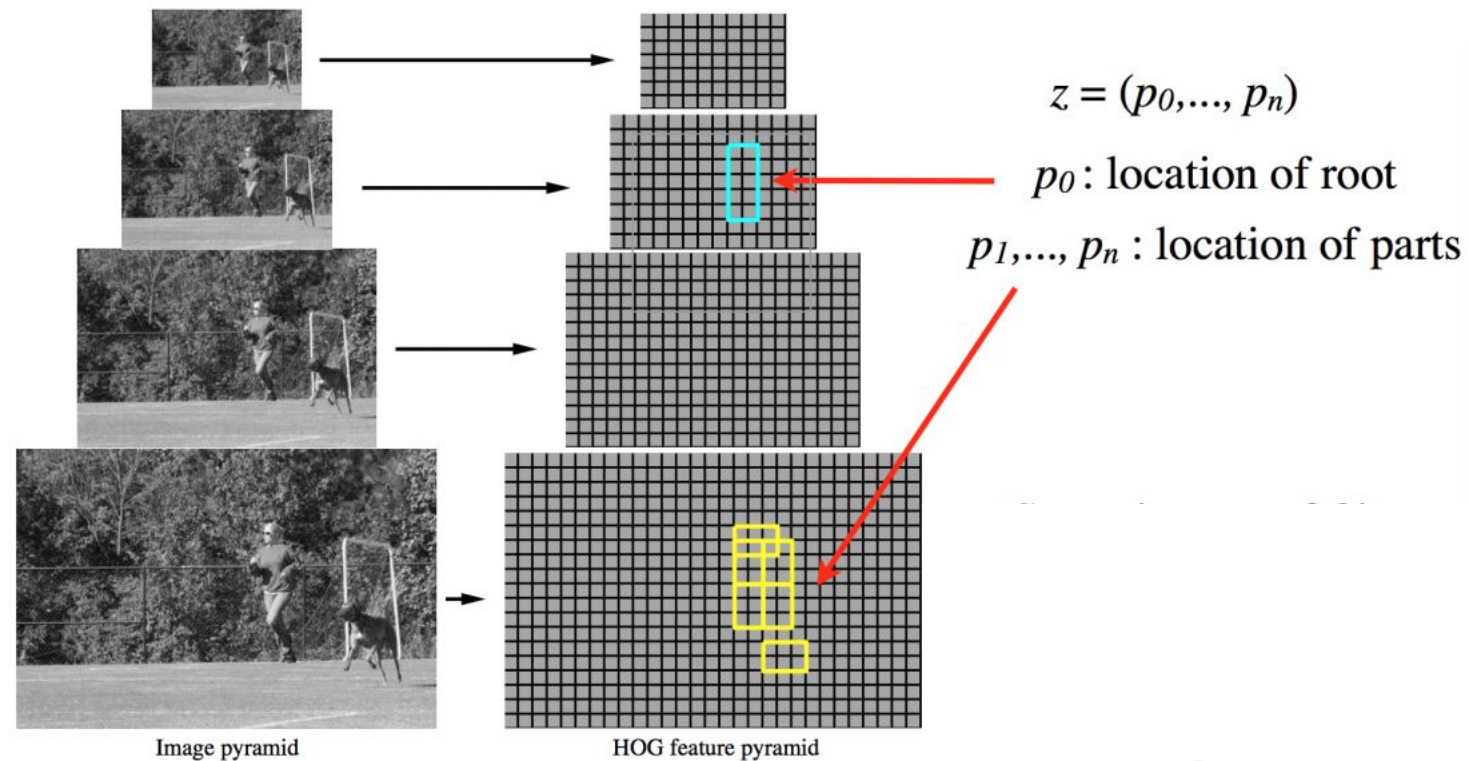 z = (p₀,..., pₙ)
p₀ : location of root
p₁,..., pₙ : location of parts
Image pyramid
HOG feature pyramid